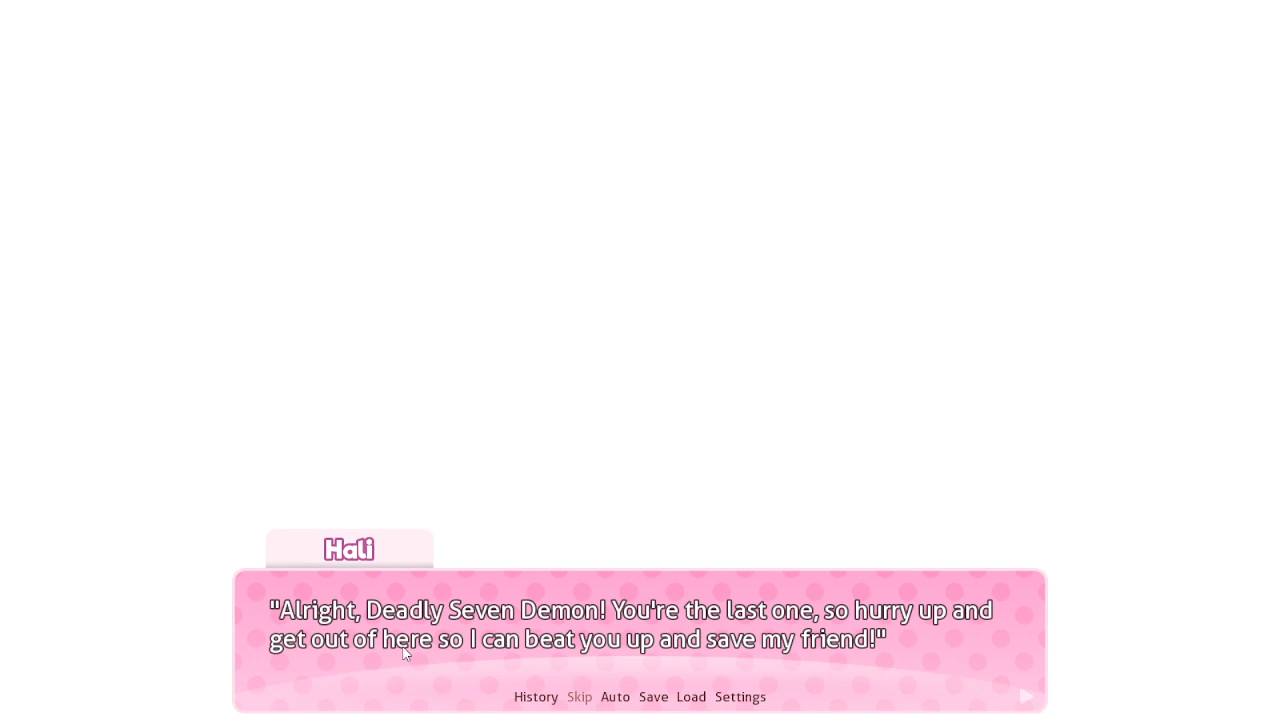 Hali
"Alright, Deadly Seven Demon! You're the last one, so hurry up and
get out of here so I can beat you up and save my friend!"
History Skip Auto Save Load Settings